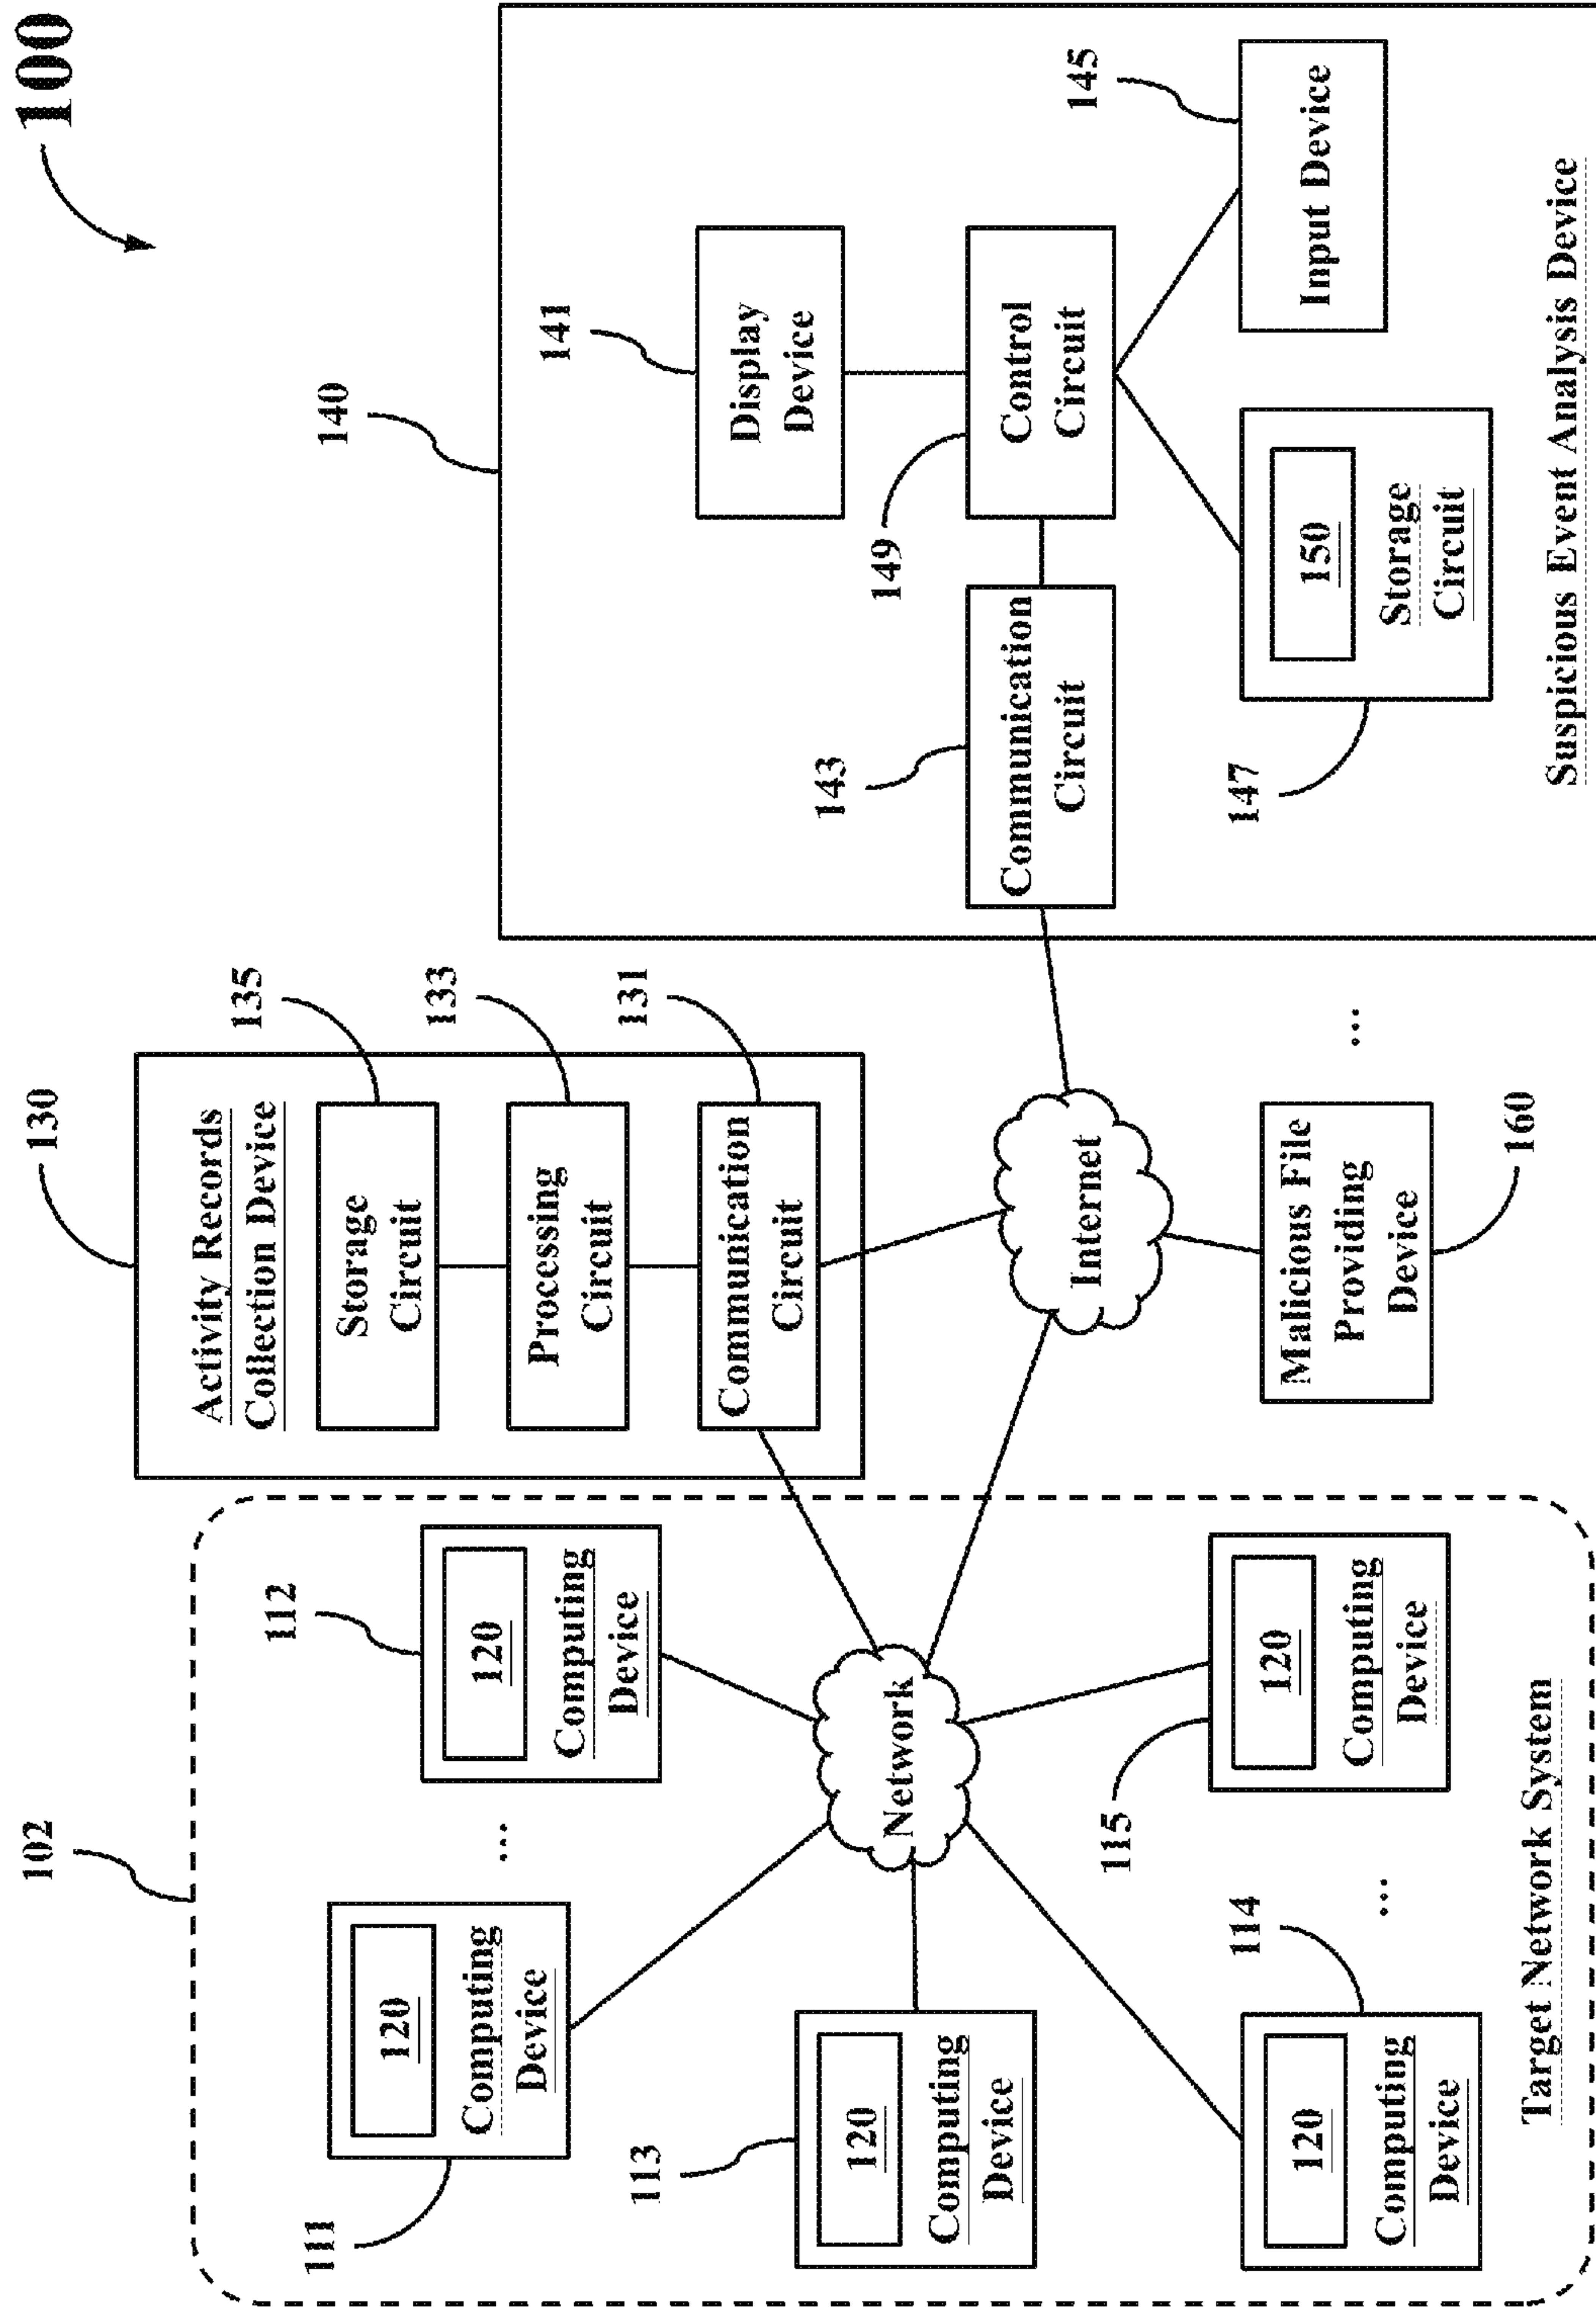 100
102
111
120
Computing
Device
...
112
120
Computing
Device
113
120
Computing
Device
Network
114
120
Computing
Device
...
115
120
Computing
Device
Target Network System
130
Activity Records
Collection Device
Storage
Circuit
135
Processing
Circuit
133
Communication
Circuit
131
Internet
Malicious File
Providing
Device
160
...
140
Display
Device
141
149
Control
Circuit
Communication
Circuit
143
150
Storage
Circuit
147
Input Device
145
Suspicious Event Analysis Device